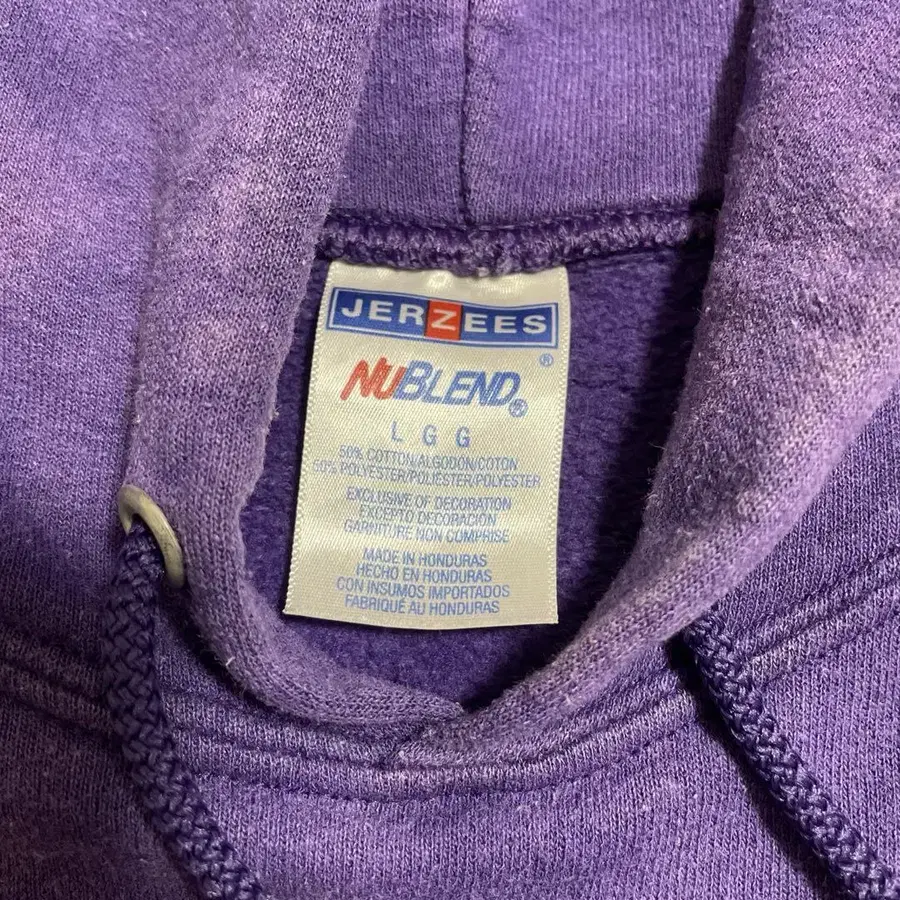 JERZEES
®
NUBLEND®
L G G
50% COTTON/ALGODON/COTON
50% POLYESTER/POLIESTER/POLYESTER
EXCLUSIVE OF DECORATION
EXCEPTO DECORACIÓN
GARNITURE NON COMPRISE
MADE IN HONDURAS
HECHO EN HONDURAS
CON INSUMOS IMPORTADOS
FABRIQUÉ AU HONDURAS